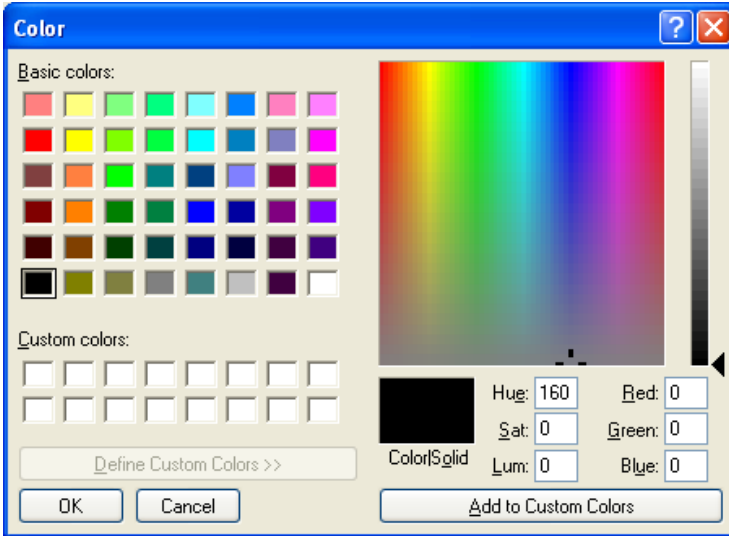 Color
?
Basic colors:
Custom colors:
Define Custom Colors >>
OK Cancel
Color|Solid
Hue: 160 Red: 0
Sat: 0 Green: 0
Lum: 0 Blue: 0
Add to Custom Colors